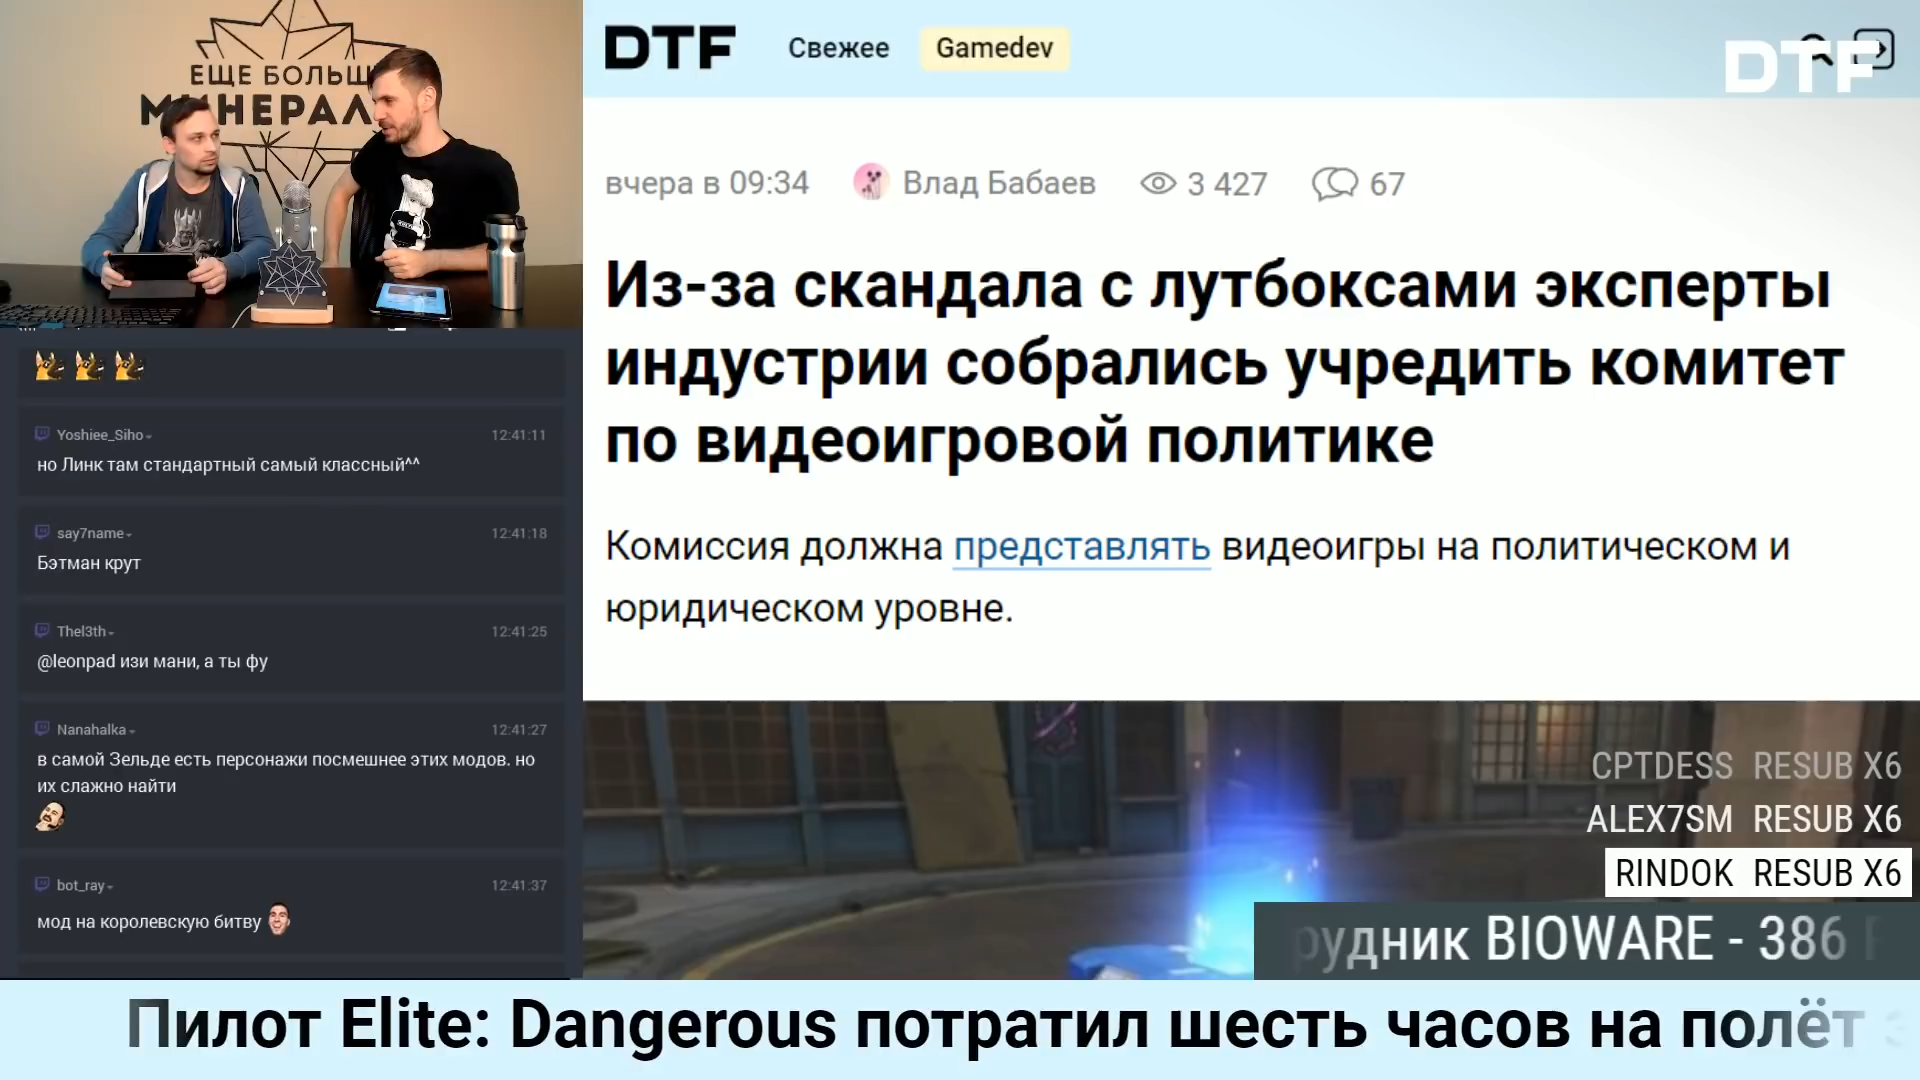 ЕЩЕ БОЛЬШ
МИНЕРАЛ
Yoshiee_Siho 12:41:11
но Линк там стандартный самый классный^^
say7name 12:41:18
Бэтман крут
Thel3th 12:41:25
@leonpad изи мани, а ты фу
Nanahalka 12:41:27
в самой Зельде есть персонажи посмешнее этих модов. но
их слажно найти
bot_ray 12:41:37
мод на королевскую битву
DTF Свежее Gamedev
DTF
вчера в 09:34 Влад Бабаев 3 427 67
Из-за скандала с лутбоксами эксперты
индустрии собрались учредить комитет
по видеоигровой политике
Комиссия должна представлять видеоигры на политическом и
юридическом уровне.
CPTDESS RESUB X6
ALEX7SM RESUB X6
RINDOK RESUB X6
рудник BIOWARE - 386
Пилот Elite: Dangerous потратил шесть часов на полёт